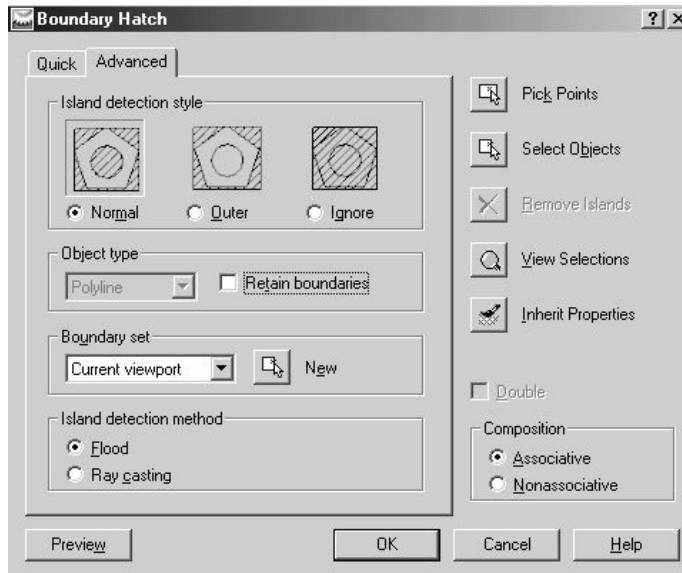 Boundary Hatch
Quick
Advanced
Island detection style
Normal
Outer
Ignore
Object type
Polyline
Retain boundaries
Boundary set
Current viewport
New
Island detection method
Flood
Ray casting
Pick Points
Select Objects
Remove Islands
View Selections
Inherit Properties
Double
Composition
Associative
Nonassociative
Preview
OK
Cancel
Help